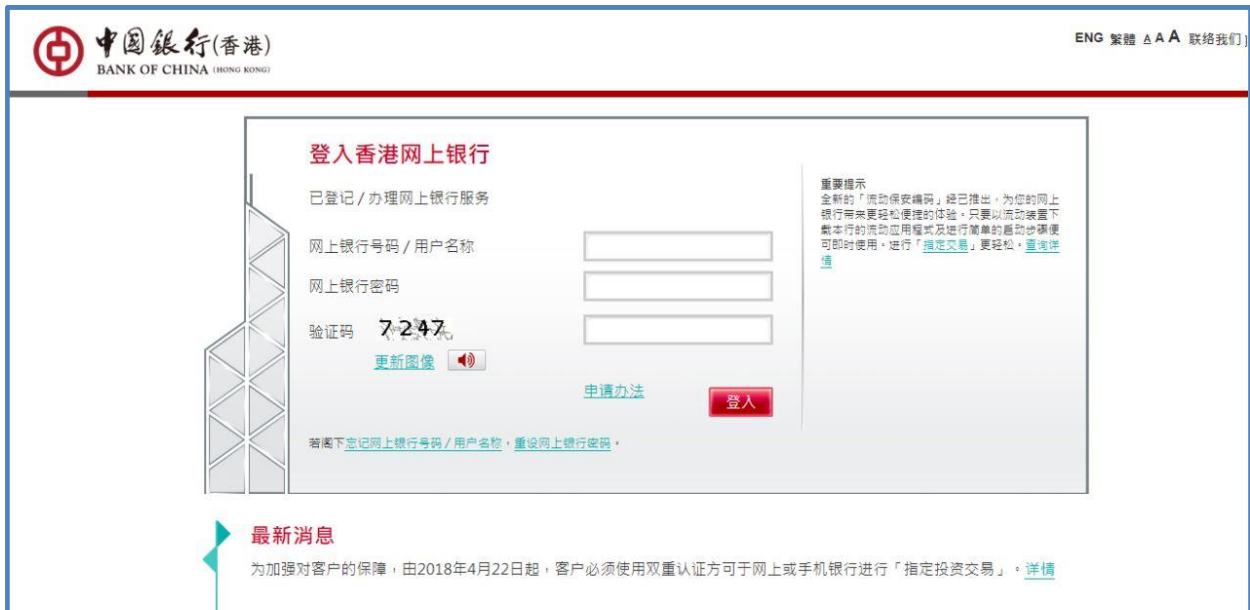 中國銀行(香港)
BANK OF CHINA (HONG KONG)
ENG 繁體 A A A 联络我们
登入香港网上银行
已登记 / 办理网上银行服务
网上银行号码 / 用户名称
网上银行密码
验证码 7247
更新图像
申请办法
登入
若阁下忘记网上银行号码 / 用户名称,重设网上银行密码。
重要提示
全新的「流动保安编码」经已推出,为您的网上
银行带来更轻松便捷的体验。只要以流动装置下
载本行的流动应用程式及进行简单的启动步骤便
可即时使用。进行「指定交易」更轻松。查询详
情
最新消息
为加强对客户的保障,由2018年4月22日起,客户必须使用双重认证方可于网上或手机银行进行「指定投资交易」。详情